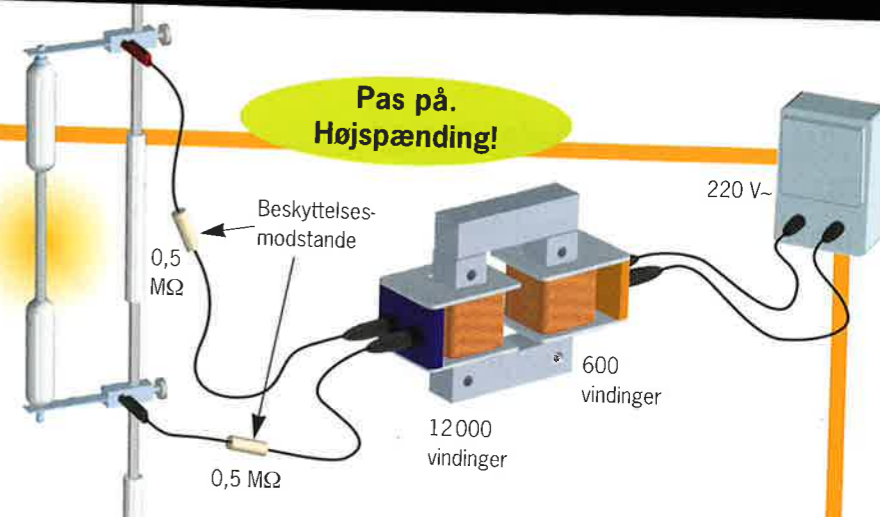 Pas på.
Højspænding!
220 V~
Beskyttelses-
modstande
0,5
MΩ
600
vindinger
12000
vindinger
0,5 MΩ